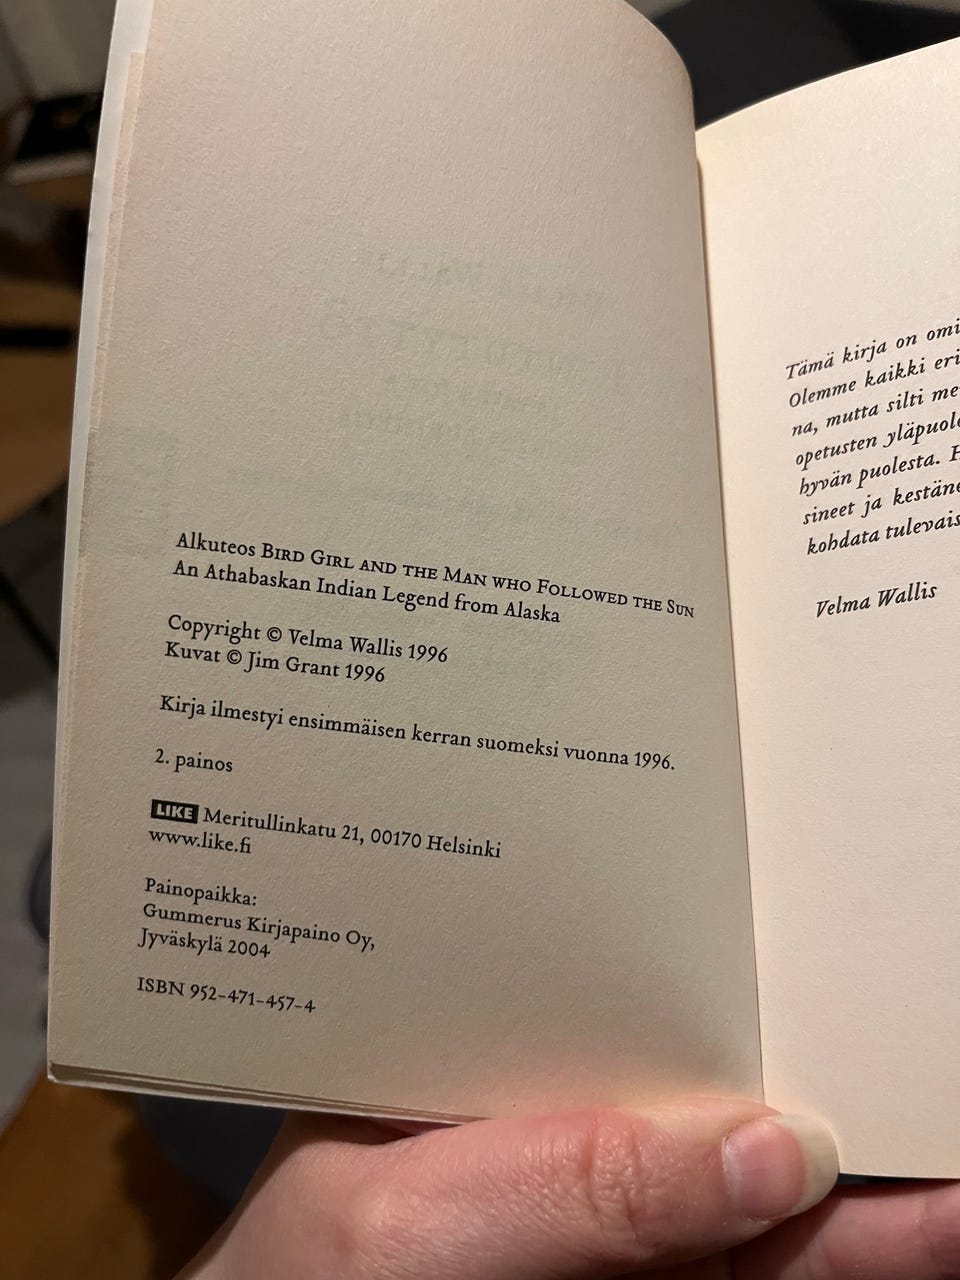 Alkuteos BIRD GIRL AND THE MAN WHO FOLLOWED THE SUN
An Athabaskan Indian Legend from Alaska
Copyright © Velma Wallis 1996
Kuvat © Jim Grant 1996
Kirja ilmestyi ensimmäisen kerran suomeksi vuonna 1996.
2. painos
LIKE Meritullinkatu 21, 00170 Helsinki
www.like.fi
Painopaikka:
Gummerus Kirjapaino Oy,
Jyväskylä 2004
ISBN 952-471-457-4
Tämä kirja on omi
Olemme kaikki eri
na, mutta silti me
opetusten yläpuol
hyvän puolesta. H
sineet ja kestäne
kohdata tulevais
Velma Wallis